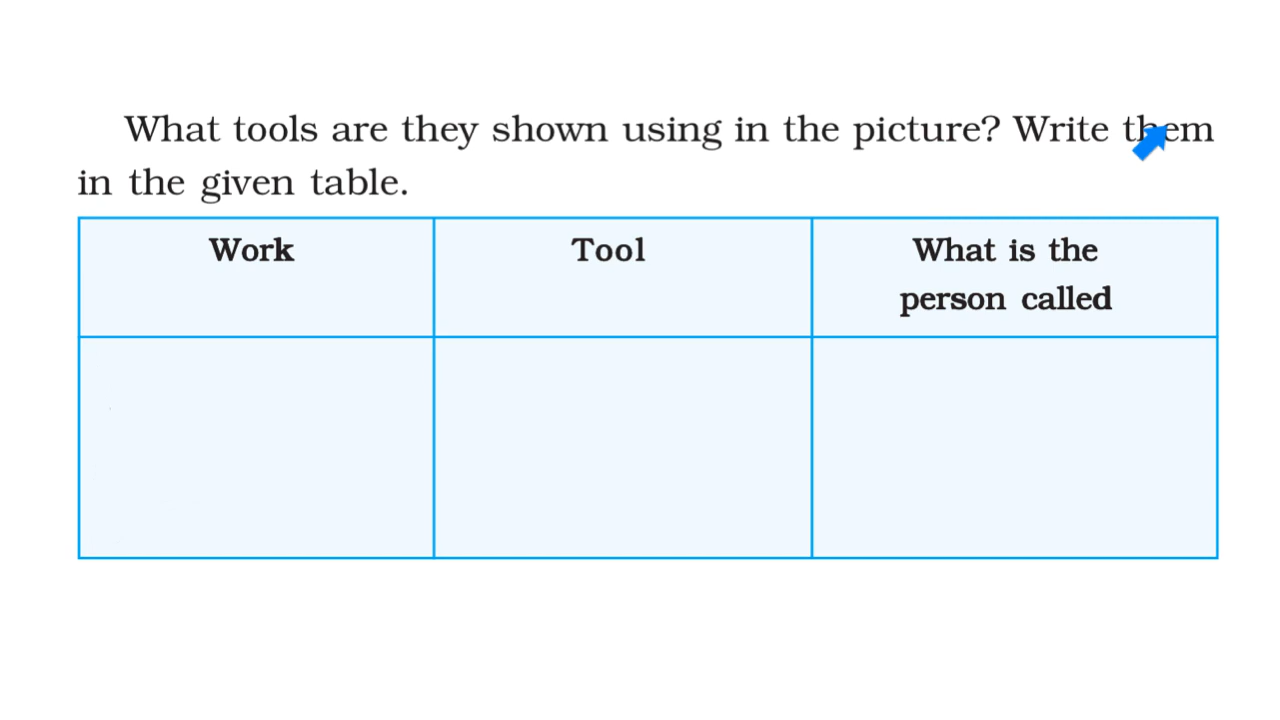 What tools are they shown using in the picture? Write them
in the given table.
Work
Tool
What is the
person called